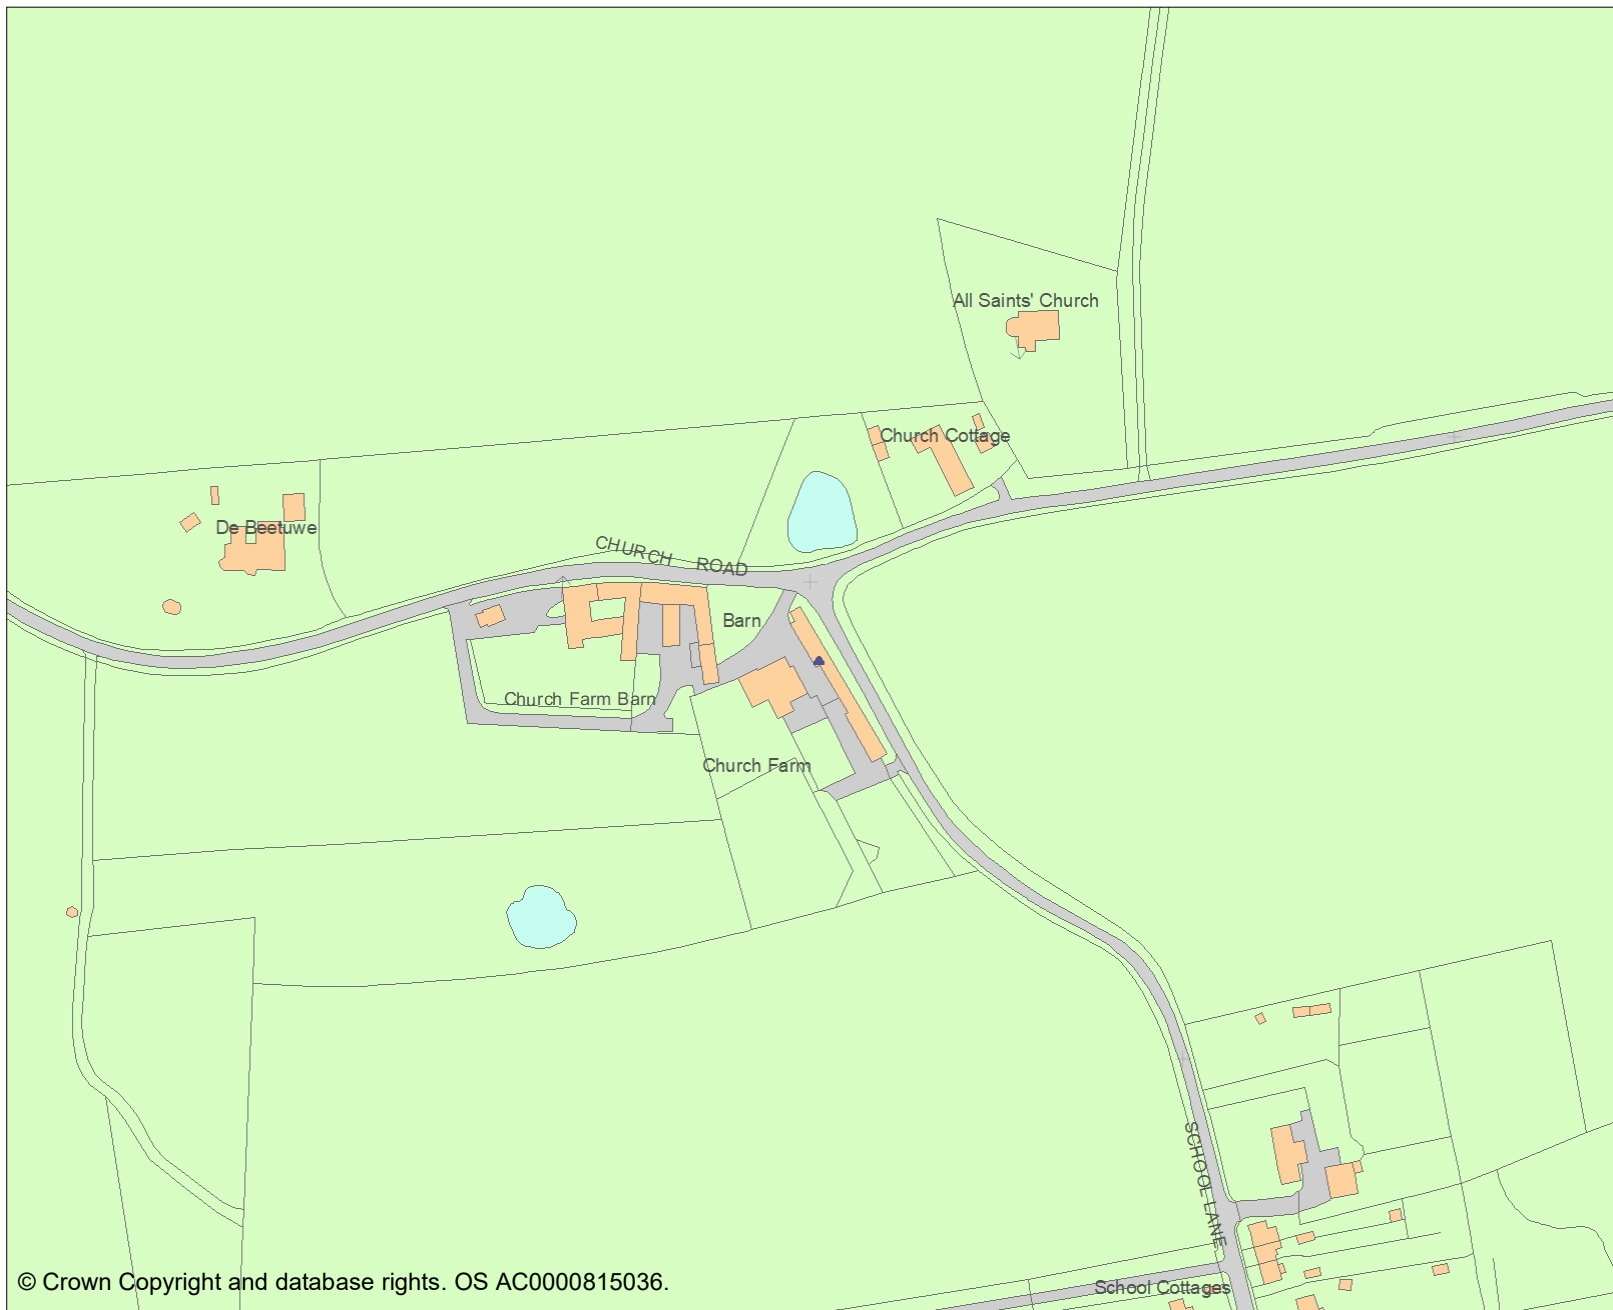 All Saints' Church
Church Cottage
De Beetuwe
CHURCH ROAD
Barn
Church Farm Barn
Church Farm
SCHOOL LANE
© Crown Copyright and database rights. OS AC0000815036.
School Cottages